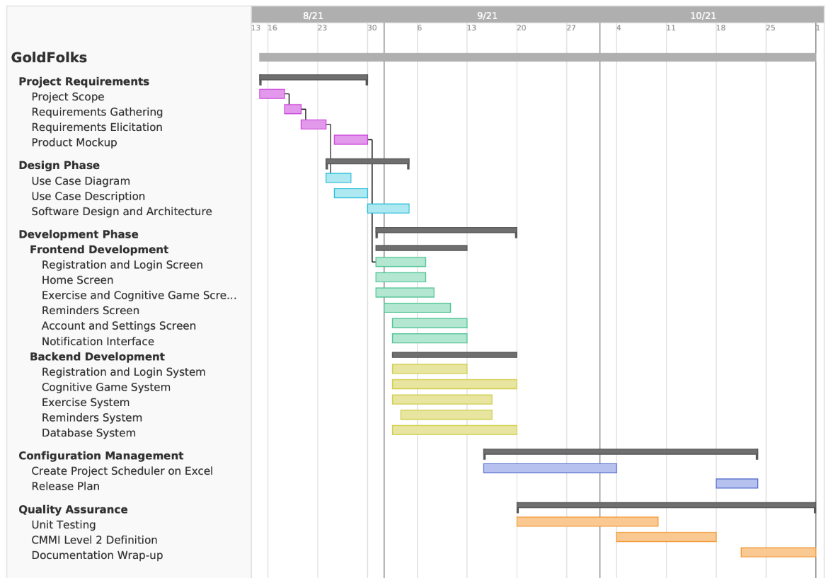 8/21 9/21 10/21
13 16 23 30 6 13 20 27 4 11 18 25 1
GoldFolks
Project Requirements
Project Scope
Requirements Gathering
Requirements Elicitation
Product Mockup
Design Phase
Use Case Diagram
Use Case Description
Software Design and Architecture
Development Phase
Frontend Development
Registration and Login Screen
Home Screen
Exercise and Cognitive Game Scre...
Reminders Screen
Account and Settings Screen
Notification Interface
Backend Development
Registration and Login System
Cognitive Game System
Exercise System
Reminders System
Database System
Configuration Management
Create Project Scheduler on Excel
Release Plan
Quality Assurance
Unit Testing
CMMI Level 2 Definition
Documentation Wrap-up